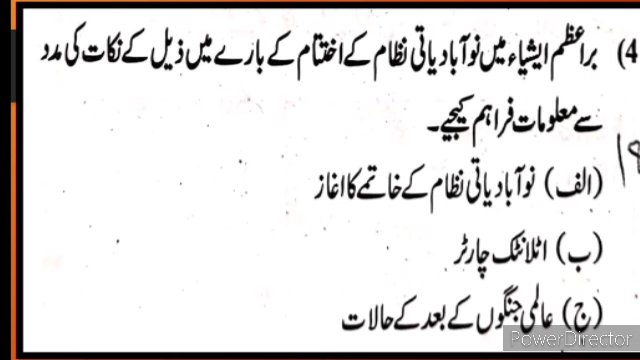 4) براعظم ایشیاء میں نوآبادیاتی نظام کے اختتام کے بارے میں ذیل کے نکات کی مدد
سے معلومات فراہم کیجیے۔
(الف) نوآبادیاتی نظام کے خاتمے کا اغاز
(ب) اٹلانٹک چارٹر
(ج) عالمی جنگوں کے بعد کے حالات
PowerDirector